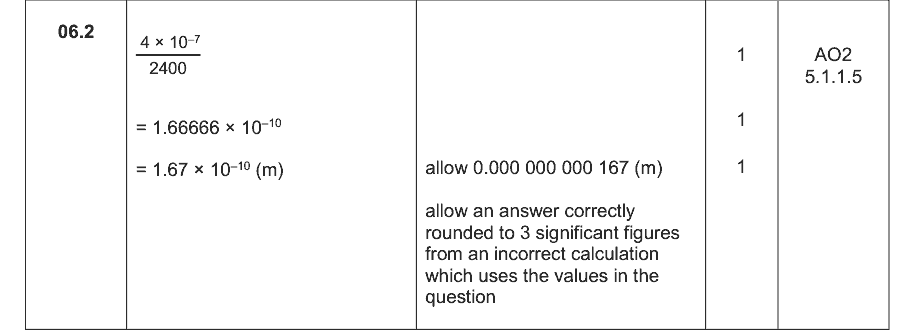 06.2
4 × 10⁻⁷
2400
1
AO2
5.1.1.5
= 1.66666 × 10⁻¹⁰
1
= 1.67 × 10⁻¹⁰ (m)
allow 0.000 000 000 167 (m)
1
allow an answer correctly
rounded to 3 significant figures
from an incorrect calculation
which uses the values in the
question